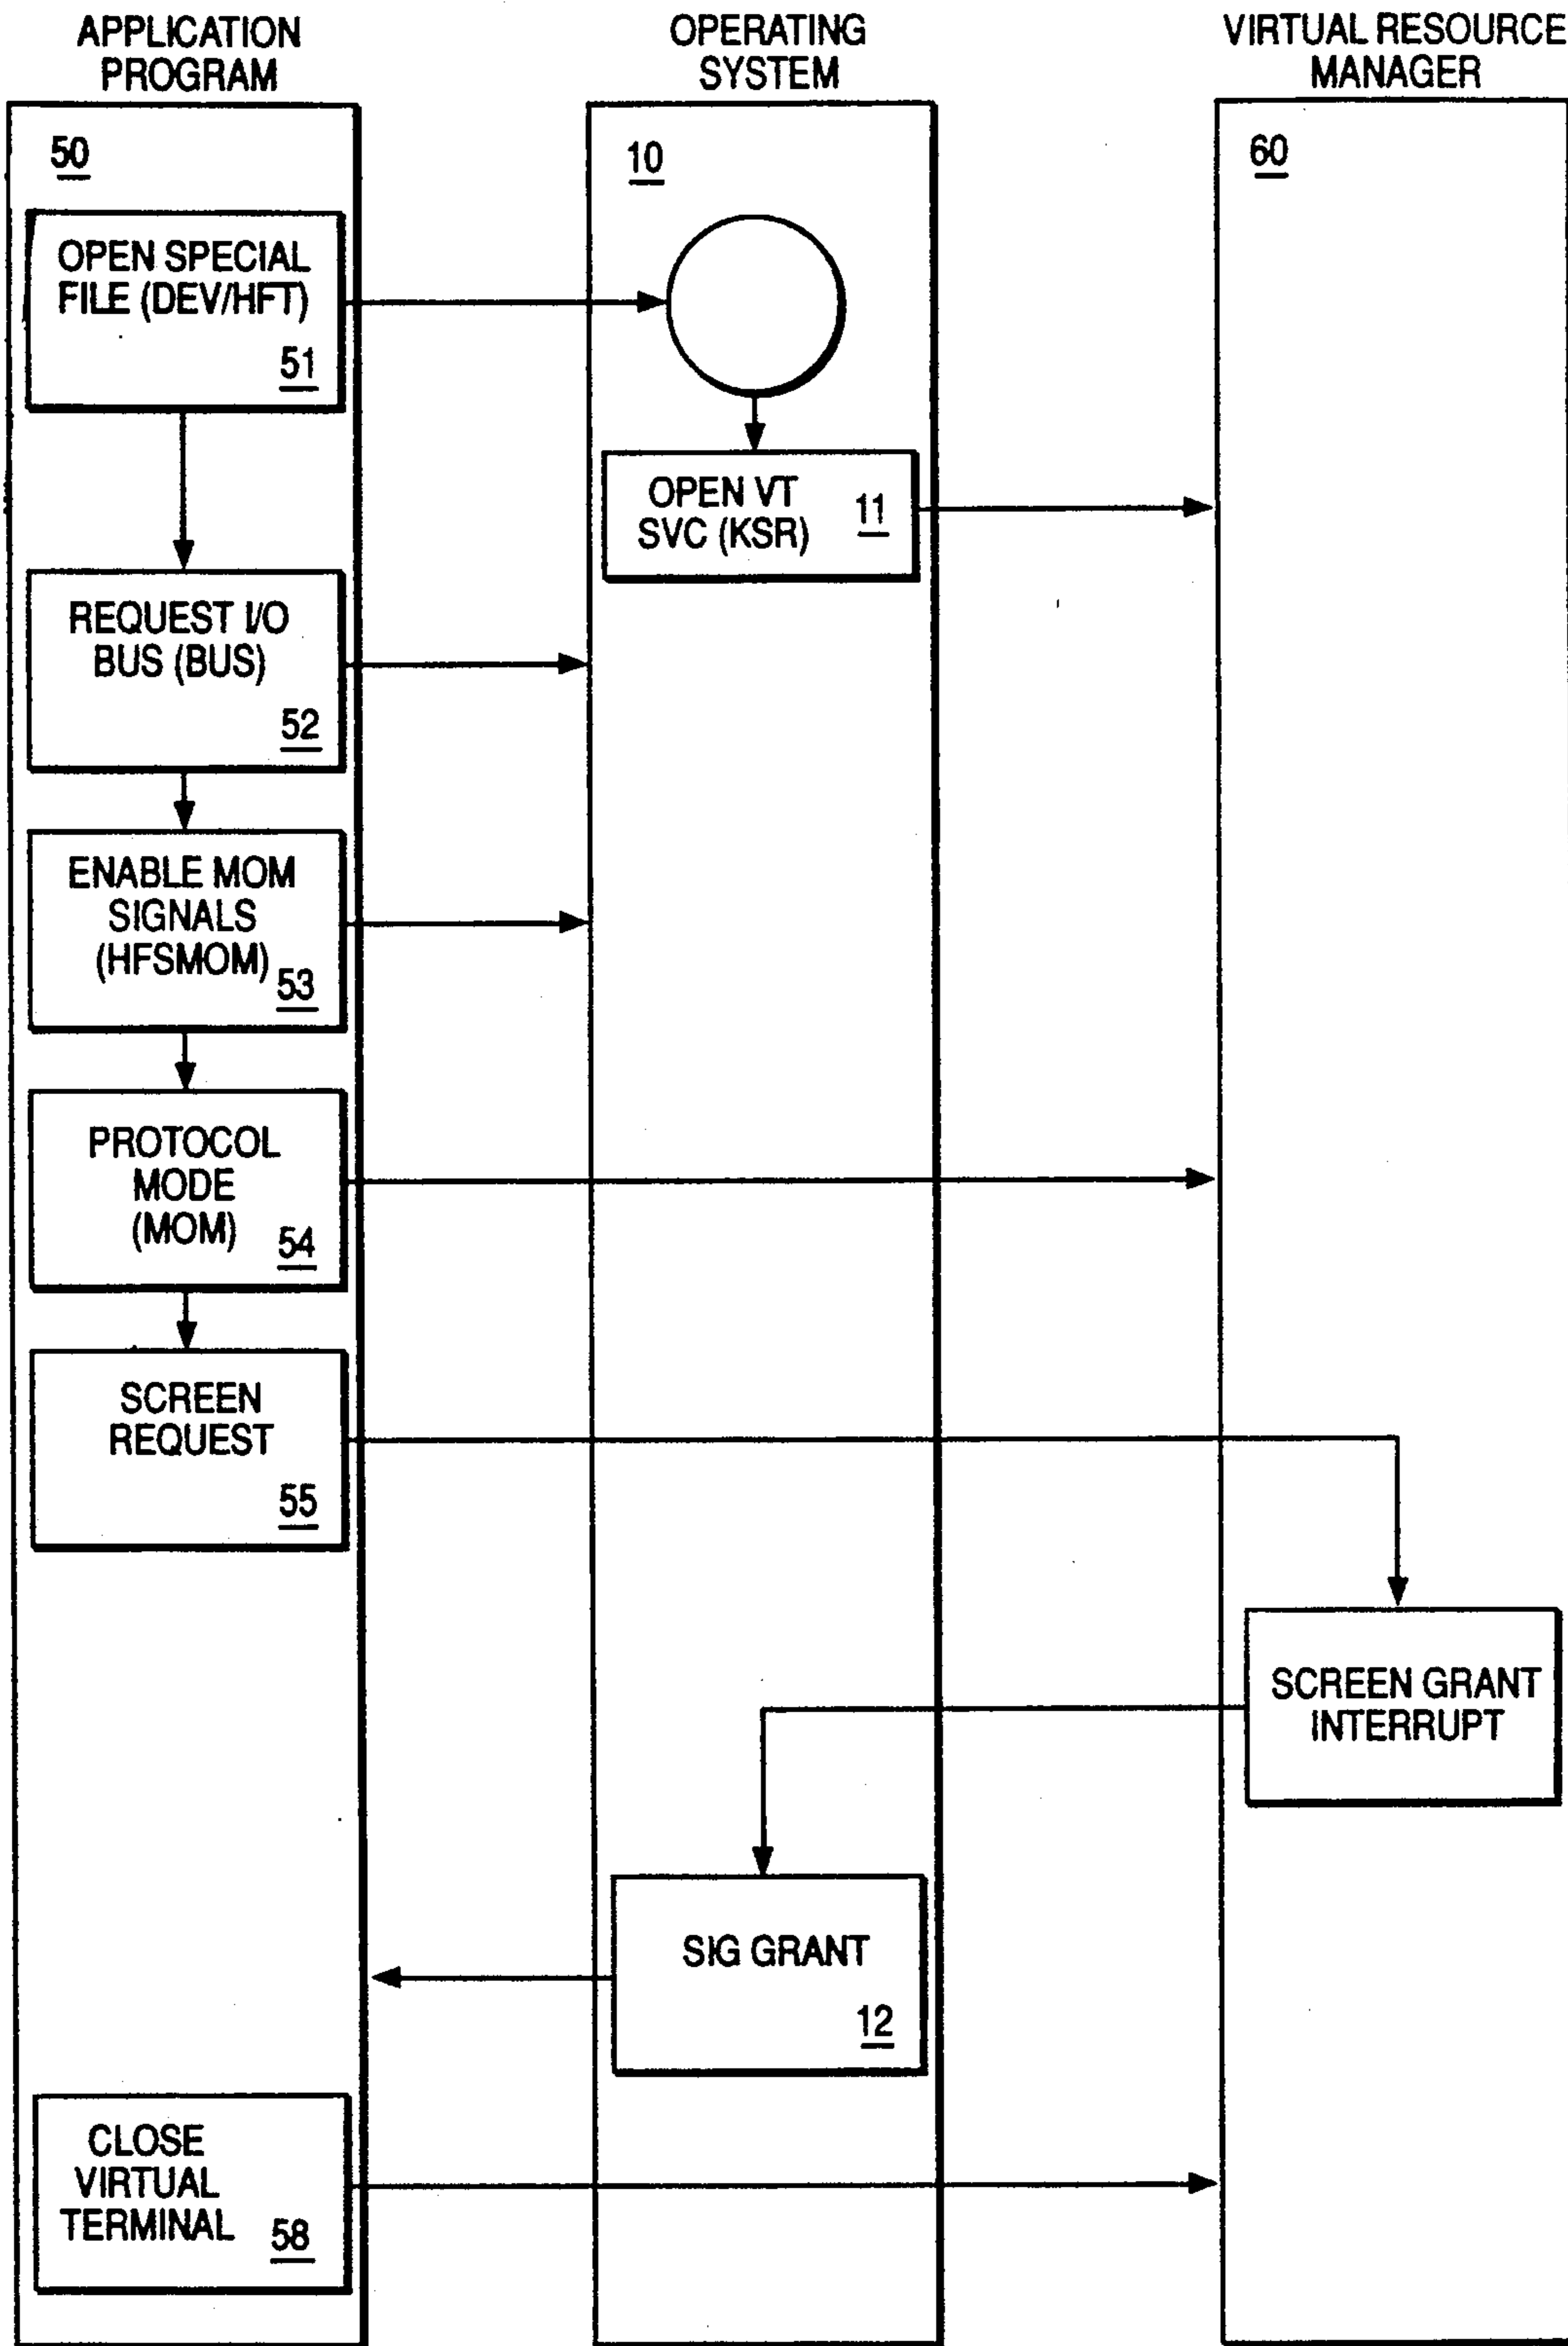 APPLICATION
PROGRAM
OPERATING
SYSTEM
VIRTUAL RESOURCE
MANAGER
50
10
60
OPEN SPECIAL
FILE (DEV/HFT)
51
OPEN VT
SVC (KSR)
11
REQUEST I/O
BUS (BUS)
52
ENABLE MOM
SIGNALS
(HFSMOM)
53
PROTOCOL
MODE
(MOM)
54
SCREEN
REQUEST
55
SCREEN GRANT
INTERRUPT
SIG GRANT
12
CLOSE
VIRTUAL
TERMINAL
58